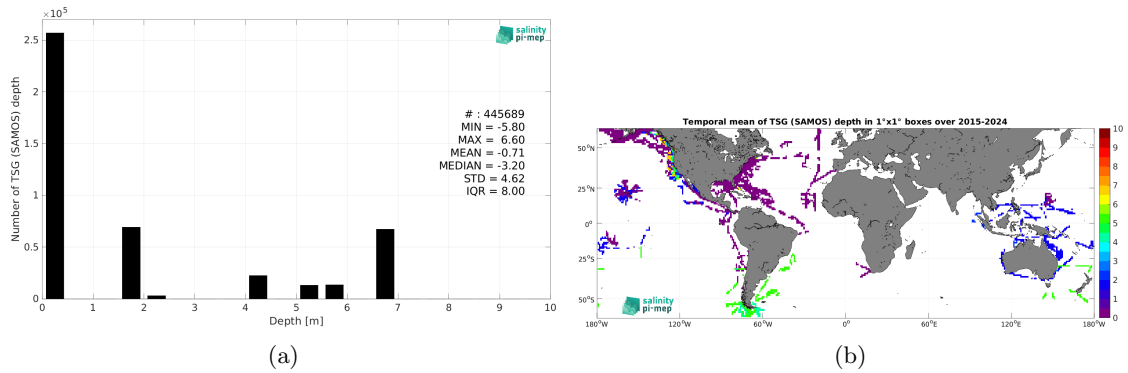 ×10⁵
2.5
2
1.5
1
0.5
0
0 1 2 3 4 5 6 7 8 9 10
Number of TSG (SAMOS) depth
Depth [m]
salinity
pi-mep
# : 445689
MIN = -5.80
MAX = 6.60
MEAN = -0.71
MEDIAN = -3.20
STD = 4.62
IQR = 8.00
(a)
Temporal mean of TSG (SAMOS) depth in 1°x1° boxes over 2015-2024
50°N
25°N
0°
25°S
50°S
180°W 120°W 60°W 0°W 60°W 120°W 180°W
salinity
pi-mep
10
9
8
7
6
5
4
3
2
1
0
(b)